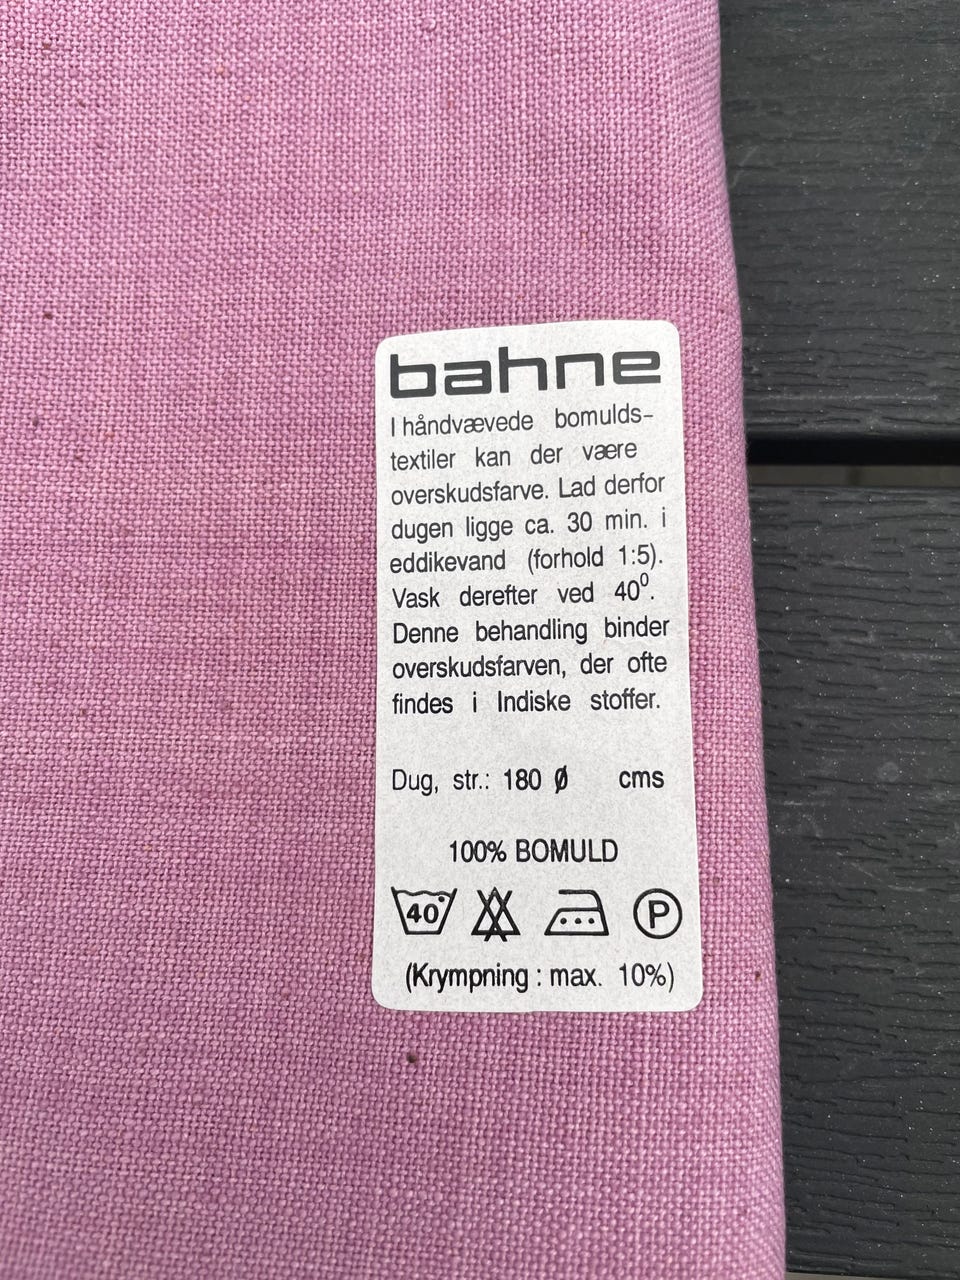 bahne
I håndvævede bomulds-
textiler kan der være
overskudsfarve. Lad derfor
dugen ligge ca. 30 min. i
eddikevand (forhold 1:5).
Vask derefter ved 40⁰.
Denne behandling binder
overskudsfarven, der ofte
findes i Indiske stoffer.
Dug, str.: 180 Ø cms
100% BOMULD
40° P
(Krympning : max. 10%)